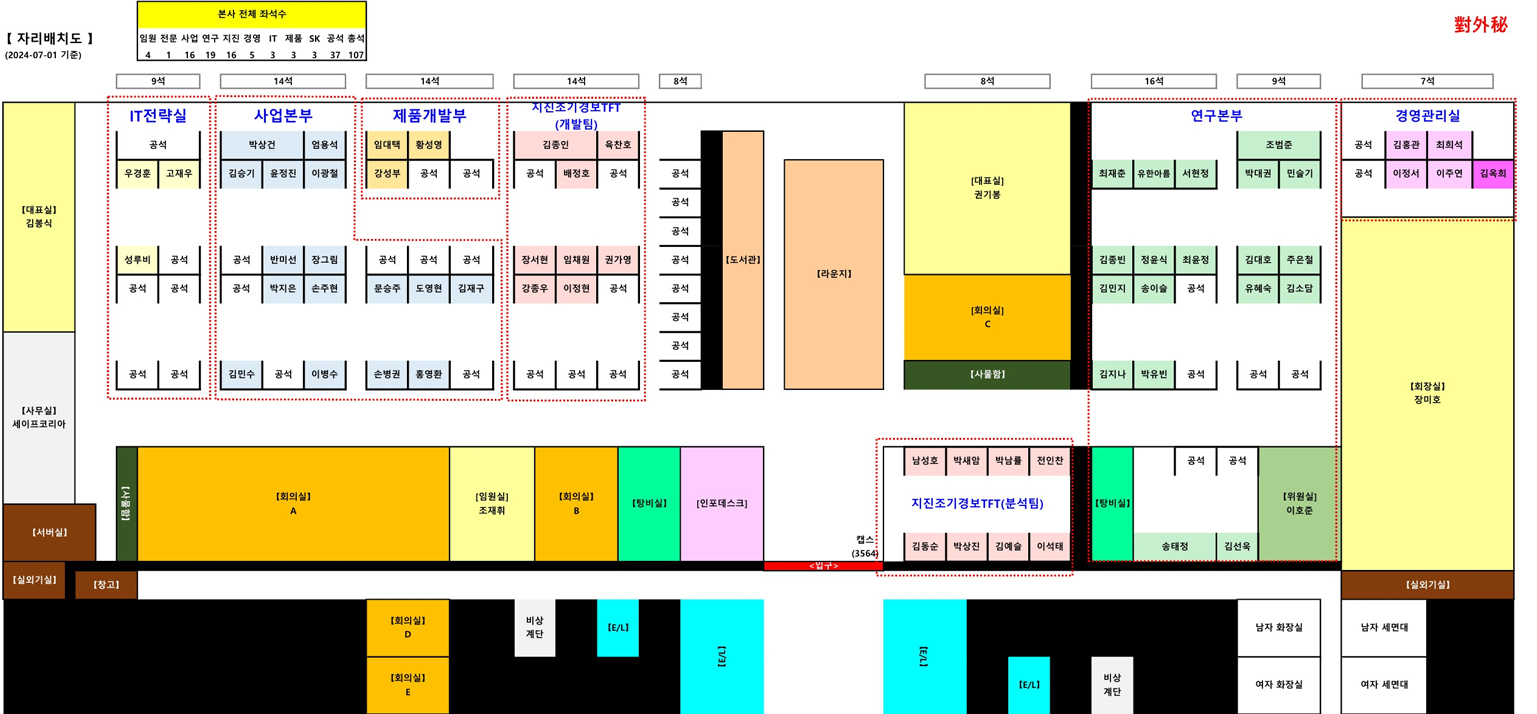 본사 전체 좌석수
【 자리배치도 】
(2024-07-01 기준)
임원 전문 사업 연구 지진 경영 IT 제품 SK 공석 총석
4 1 16 19 16 5 3 3 3 37 107
對外秘
9석 14석 14석 14석 8석 8석 16석 9석 7석
IT전략실
공석
우경훈 고재우
성루비 공석
공석 공석
공석 공석
사업본부
박상건 엄용석
김승기 윤정진 이광철
공석 반미선 장그림
공석 박지은 손주현
김민수 공석 이병수
제품개발부
임대택 황성영
강성부 공석 공석
공석 공석 공석
문승주 도영현 김재구
손병권 홍영환 공석
지진조기경보TFT
(개발팀)
김종인 육찬호
공석 배정호 공석
장서현 임채원 권가영
강종우 이정현 공석
공석 공석 공석
공석
공석
공석
공석
공석
공석
공석
공석
【도서관】
【라운지】
【대표실】
김봉식
【사무실】
세이프코리아
【서버실】
【실외기실】
【창고】
[대표실]
권기봉
[회의실]
C
【사물함】
연구본부
조범준
최재춘 유한아름 서현정 박대권 민슬기
김종빈 정윤식 최윤정 김대호 주은철
김민지 송이슬 공석 유혜숙 김소담
김지나 박유빈 공석 공석 공석
경영관리실
공석 김홍관 최희석
공석 이정서 이주연 김옥희
【회장실】
장미호
【사물함】
【회의실】
A
[임원실]
조재휘
【회의실】
B
【탕비실】
[인포데스크]
캡스
(3564)
<입구>
남성호 박새암 박남률 전인찬
지진조기경보TFT(분석팀)
김동순 박상진 김예슬 이석태
【탕비실】
공석 공석
송태정 김선욱
【위원실】
이호준
【실외기실】
【회의실】
D
【회의실】
E
비상
계단
【E/L】
【E/L】
【E/L】
【E/L】
비상
계단
남자 화장실
여자 화장실
남자 세면대
여자 세면대